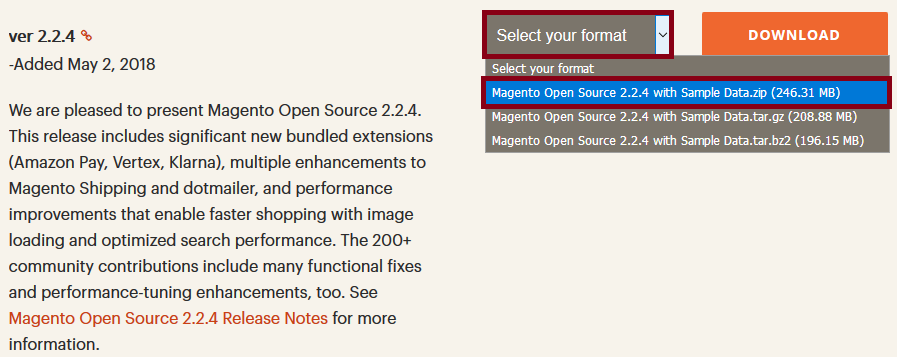 ver 2.2.4
-Added May 2, 2018
We are pleased to present Magento Open Source 2.2.4.
This release includes significant new bundled extensions
(Amazon Pay, Vertex, Klarna), multiple enhancements to
Magento Shipping and dotmailer, and performance
improvements that enable faster shopping with image
loading and optimized search performance. The 200+
community contributions include many functional fixes
and performance-tuning enhancements, too. See
Magento Open Source 2.2.4 Release Notes for more
information.
Select your format
DOWNLOAD
Select your format
Magento Open Source 2.2.4 with Sample Data.zip (246.31 MB)
Magento Open Source 2.2.4 with Sample Data.tar.gz (208.88 MB)
Magento Open Source 2.2.4 with Sample Data.tar.bz2 (196.15 MB)